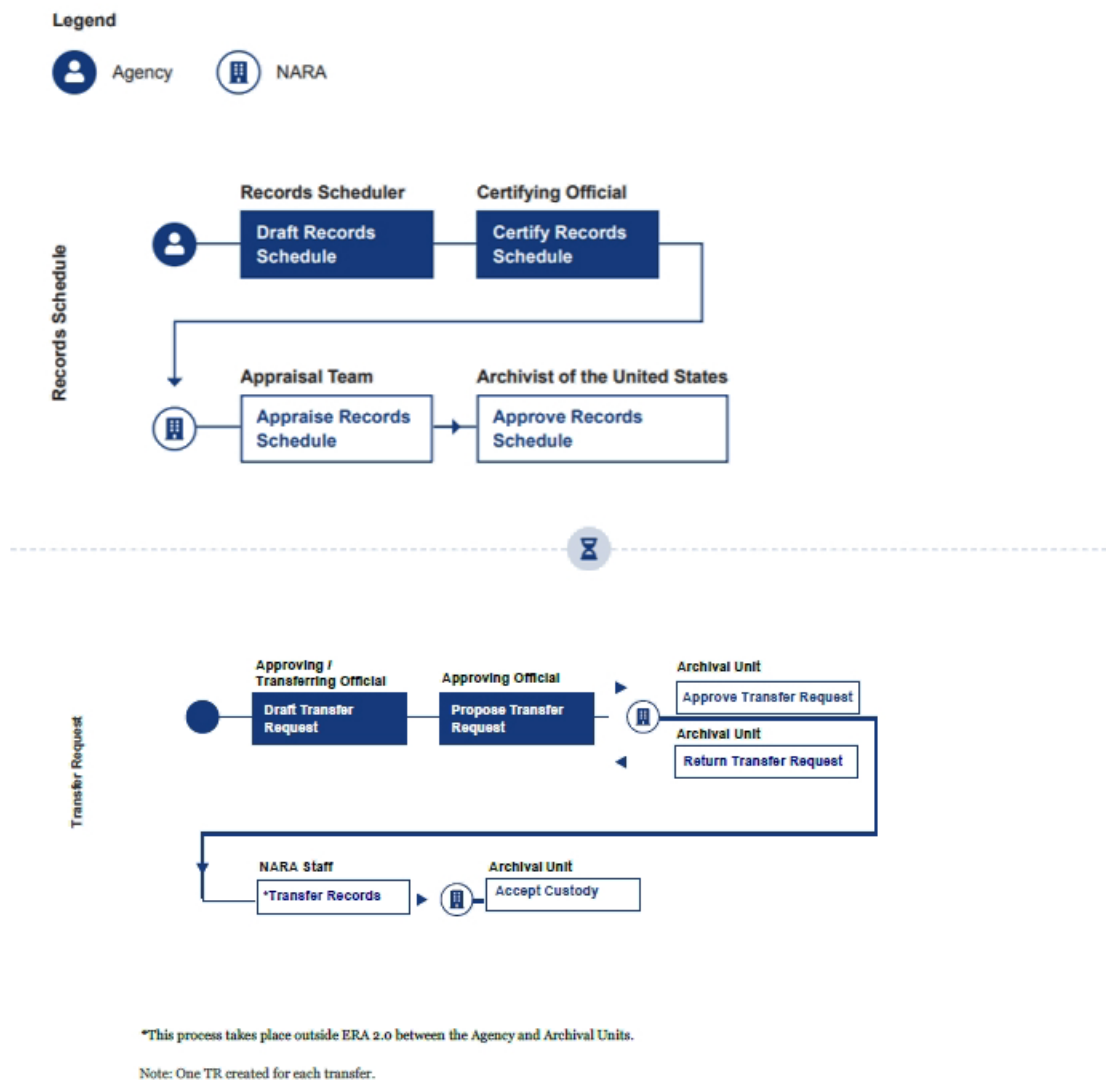 Legend
Agency
NARA
Records Schedule
Records Scheduler
Draft Records
Schedule
Certifying Official
Certify Records
Schedule
Appraisal Team
Appraise Records
Schedule
Archivist of the United States
Approve Records
Schedule
Transfer Request
Approving /
Transferring Official
Draft Transfer
Request
Approving Official
Propose Transfer
Request
Archival Unit
Approve Transfer Request
Archival Unit
Return Transfer Request
NARA Staff
*Transfer Records
Archival Unit
Accept Custody
*This process takes place outside ERA 2.0 between the Agency and Archival Units.
Note: One TR created for each transfer.